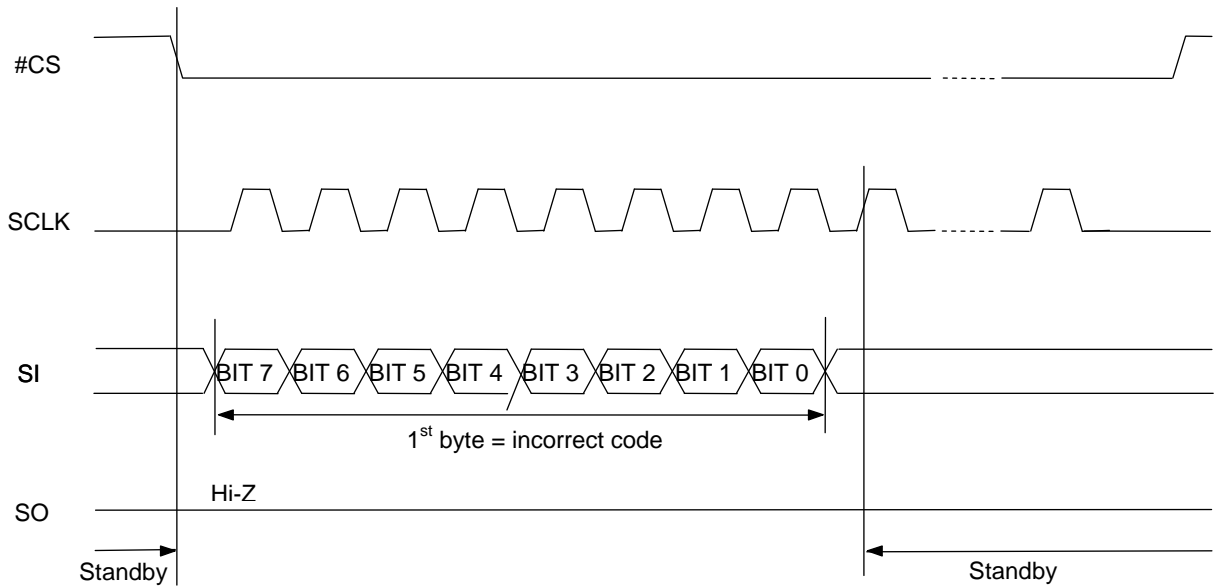 #CS
SCLK
SI
BIT 7 BIT 6 BIT 5 BIT 4 BIT 3 BIT 2 BIT 1 BIT 0
1st byte = incorrect code
Hi-Z
SO
Standby
Standby